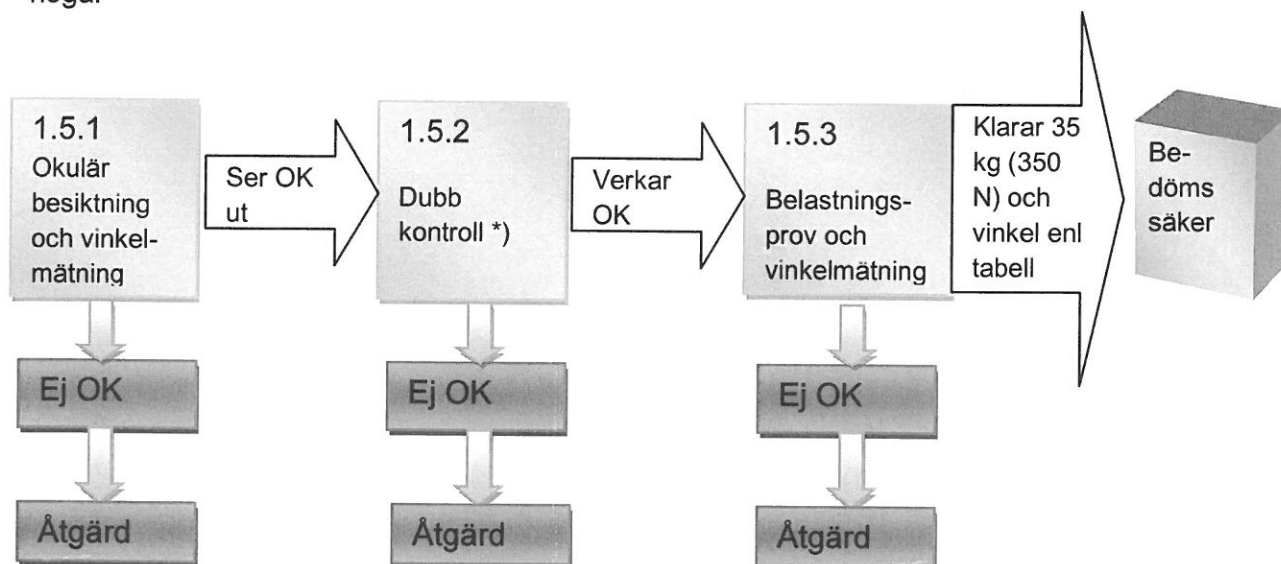 1.5.1
Okulär
besiktning
och vinkel-
mätning
Ser OK
ut
1.5.2
Dubb
kontroll *)
Verkar
OK
1.5.3
Belastnings-
prov och
vinkelmätning
Klarar 35
kg (350
N) och
vinkel enl
tabell
Be-
döms
säker
Ej OK
Ej OK
Ej OK
Åtgärd
Åtgärd
Åtgärd